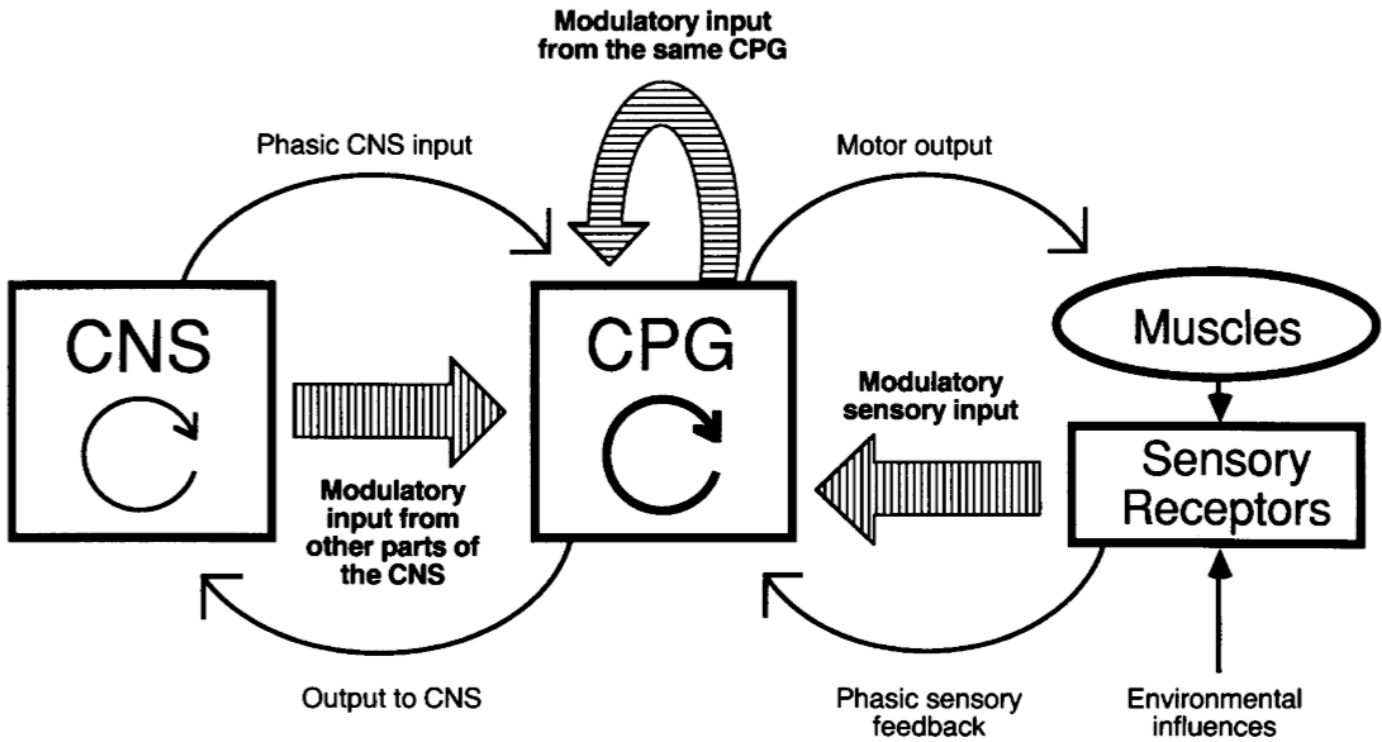 Modulatory input
from the same CPG
Phasic CNS input
Motor output
CNS
CPG
Muscles
Modulatory
sensory input
Sensory
Receptors
Modulatory
input from
other parts of
the CNS
Output to CNS
Phasic sensory
feedback
Environmental
influences